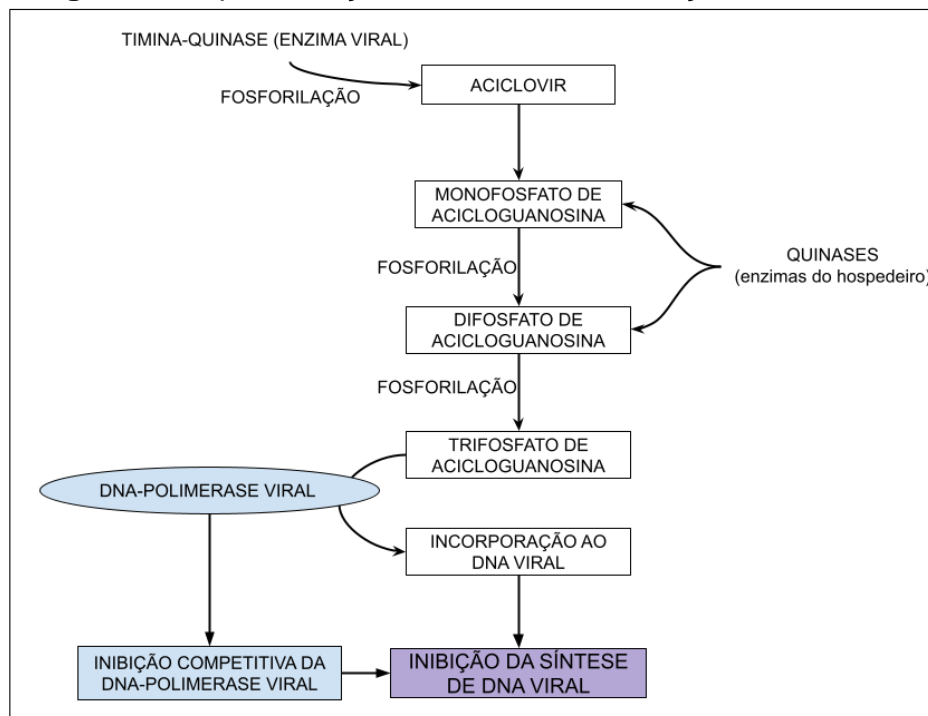 TIMINA-QUINASE (ENZIMA VIRAL)
FOSFORILAÇÃO
ACICLOVIR
MONOFOSFATO DE
ACICLOGUANOSINA
FOSFORILAÇÃO
QUINASES
(enzimas do hospedeiro)
DIFOSFATO DE
ACICLOGUANOSINA
FOSFORILAÇÃO
TRIFOSFATO DE
ACICLOGUANOSINA
DNA-POLIMERASE VIRAL
INCORPORAÇÃO AO
DNA VIRAL
INIBIÇÃO COMPETITIVA DA
DNA-POLIMERASE VIRAL
INIBIÇÃO DA SÍNTESE
DE DNA VIRAL